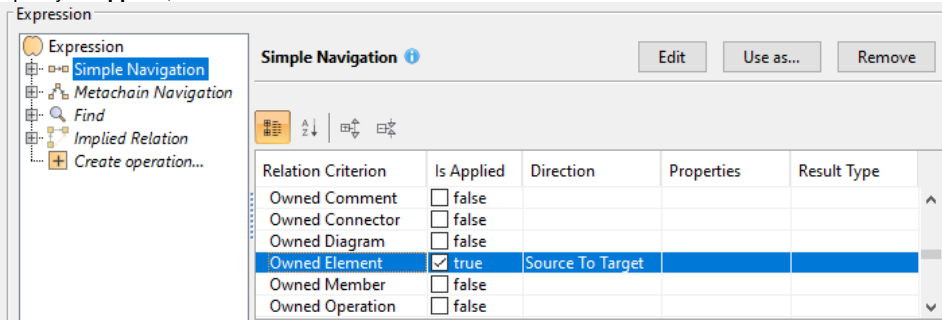 Expression
Expression
Simple Navigation
Metachain Navigation
Find
Implied Relation
Create operation...
Simple Navigation
Edit
Use as...
Remove
Relation Criterion Is Applied Direction Properties Result Type
Owned Comment false
Owned Connector false
Owned Diagram false
Owned Element true Source To Target
Owned Member false
Owned Operation false